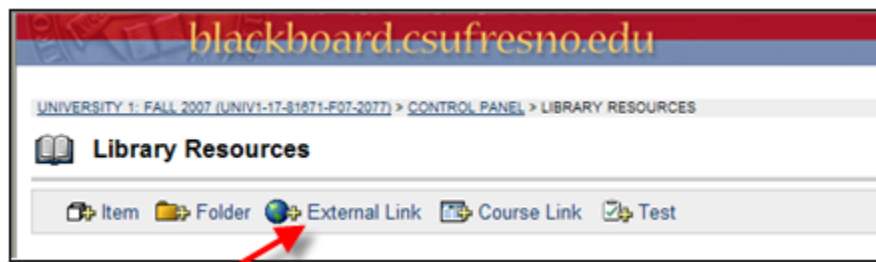 blackboard.csufresno.edu
UNIVERSITY 1: FALL 2007 (UNIV1-17-81671-F07-2077) > CONTROL PANEL > LIBRARY RESOURCES
Library Resources
Item Folder External Link Course Link Test